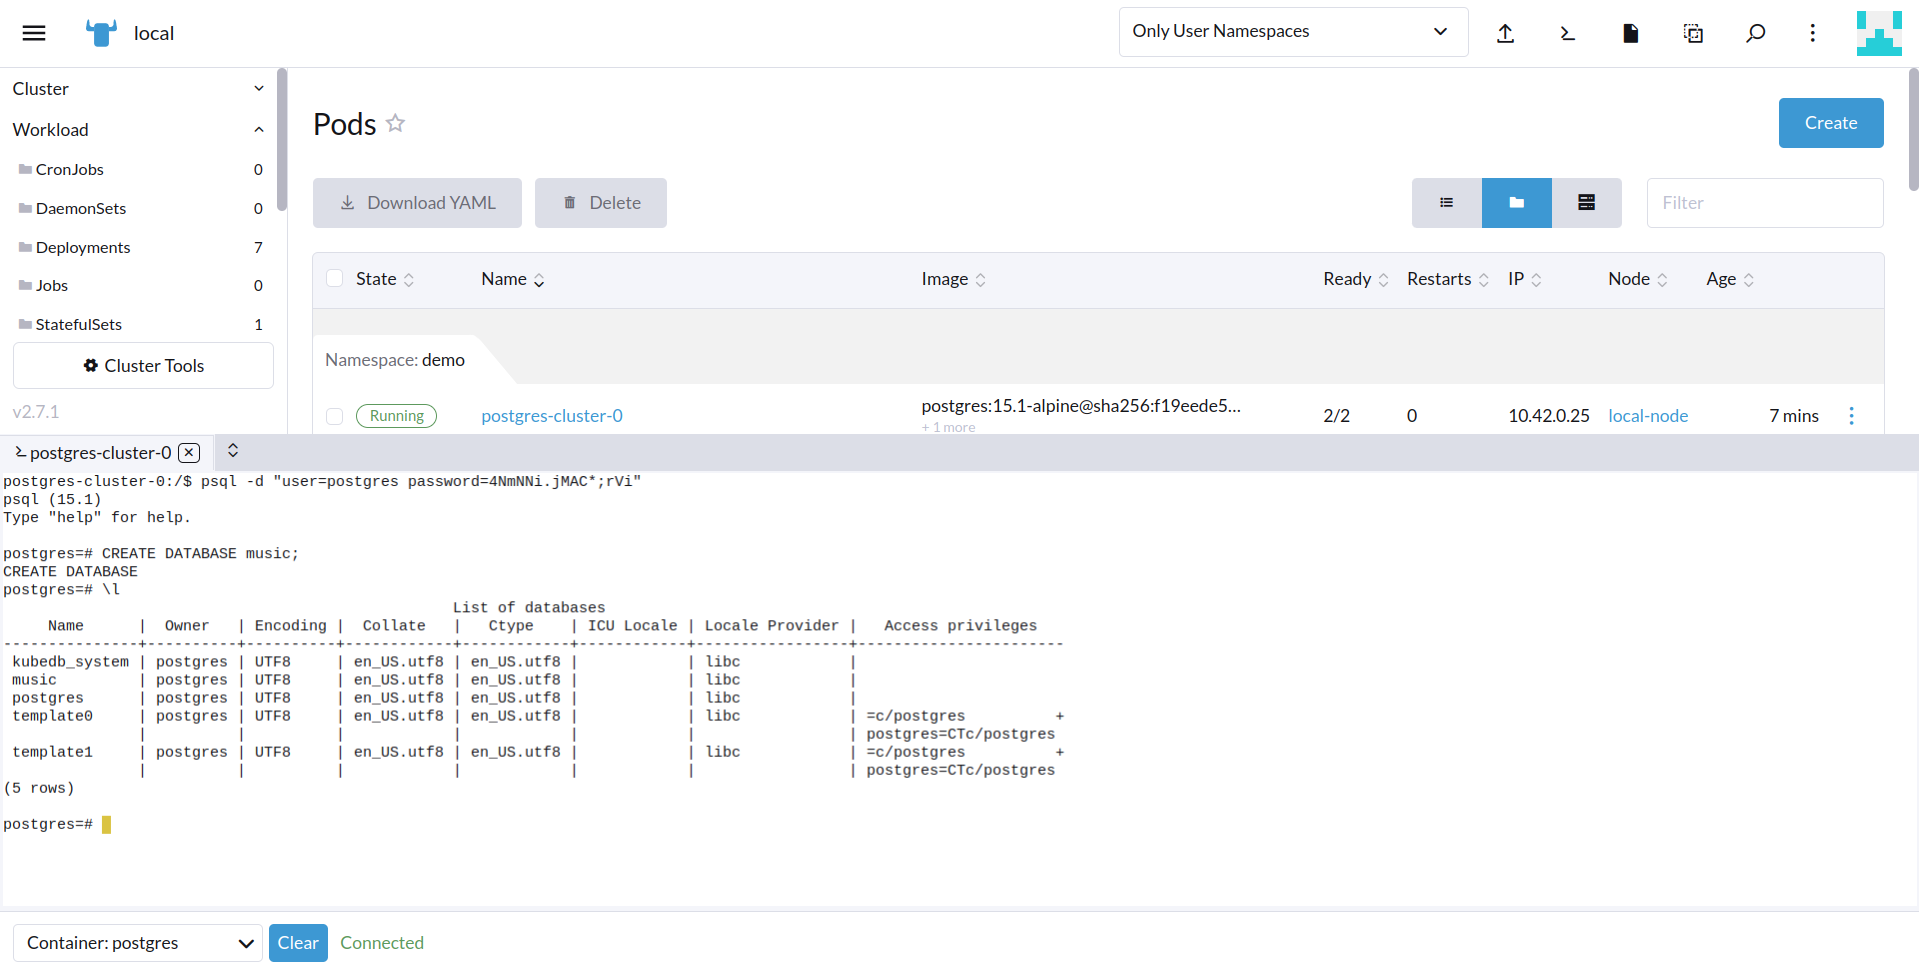 local
Only User Namespaces
Cluster
Workload
CronJobs 0
DaemonSets 0
Deployments 7
Jobs 0
StatefulSets 1
Cluster Tools
v2.7.1
Pods
Create
Download YAML
Delete
Filter
State Name Image Ready Restarts IP Node Age
Namespace: demo
Running postgres-cluster-0 postgres:15.1-alpine@sha256:f19eede5... 2/2 0 10.42.0.25 local-node 7 mins
+ 1 more
postgres-cluster-0
postgres-cluster-0:/$ psql -d "user=postgres password=4NmNNi.jMAC*;rVi"
psql (15.1)
Type "help" for help.
postgres=# CREATE DATABASE music;
CREATE DATABASE
postgres=# \l
                                                  List of databases
     Name      |  Owner   | Encoding |  Collate   |   Ctype    | ICU Locale | Locale Provider |   Access privileges
---------------+----------+----------+------------+------------+------------+-----------------+-----------------------
 kubedb_system | postgres | UTF8     | en_US.utf8 | en_US.utf8 |            | libc            |
 music         | postgres | UTF8     | en_US.utf8 | en_US.utf8 |            | libc            |
 postgres      | postgres | UTF8     | en_US.utf8 | en_US.utf8 |            | libc            |
 template0     | postgres | UTF8     | en_US.utf8 | en_US.utf8 |            | libc            | =c/postgres          +
               |          |          |            |            |            |                 | postgres=CTc/postgres
 template1     | postgres | UTF8     | en_US.utf8 | en_US.utf8 |            | libc            | =c/postgres          +
               |          |          |            |            |            |                 | postgres=CTc/postgres
(5 rows)
postgres=#
Container: postgres
Clear
Connected